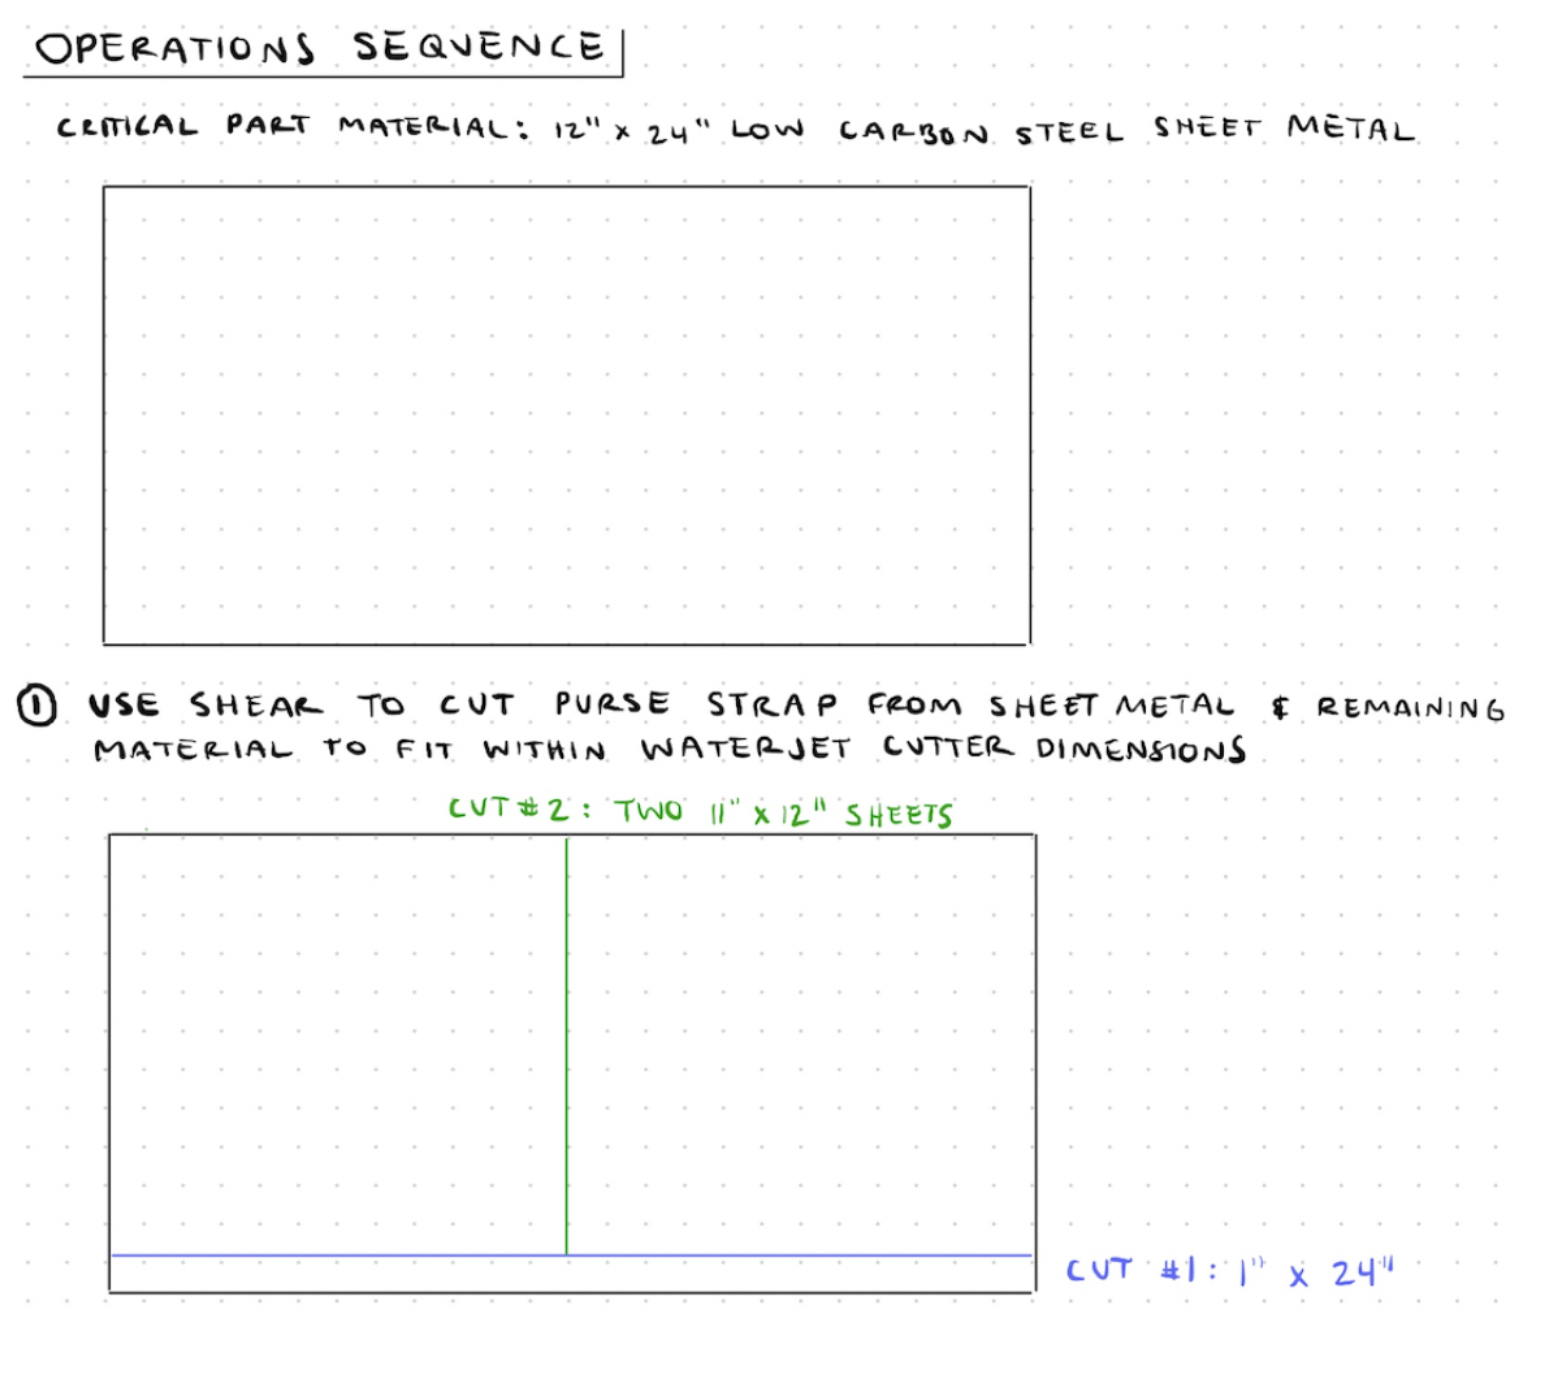 OPERATIONS SEQUENCE
CRITICAL PART MATERIAL: 12" x 24" LOW CARBON STEEL SHEET METAL
① USE SHEAR TO CUT PURSE STRAP FROM SHEET METAL & REMAINING
MATERIAL TO FIT WITHIN WATERJET CUTTER DIMENSIONS
CUT #2: TWO 11" x 12" SHEETS
CUT #1: 1" x 24"